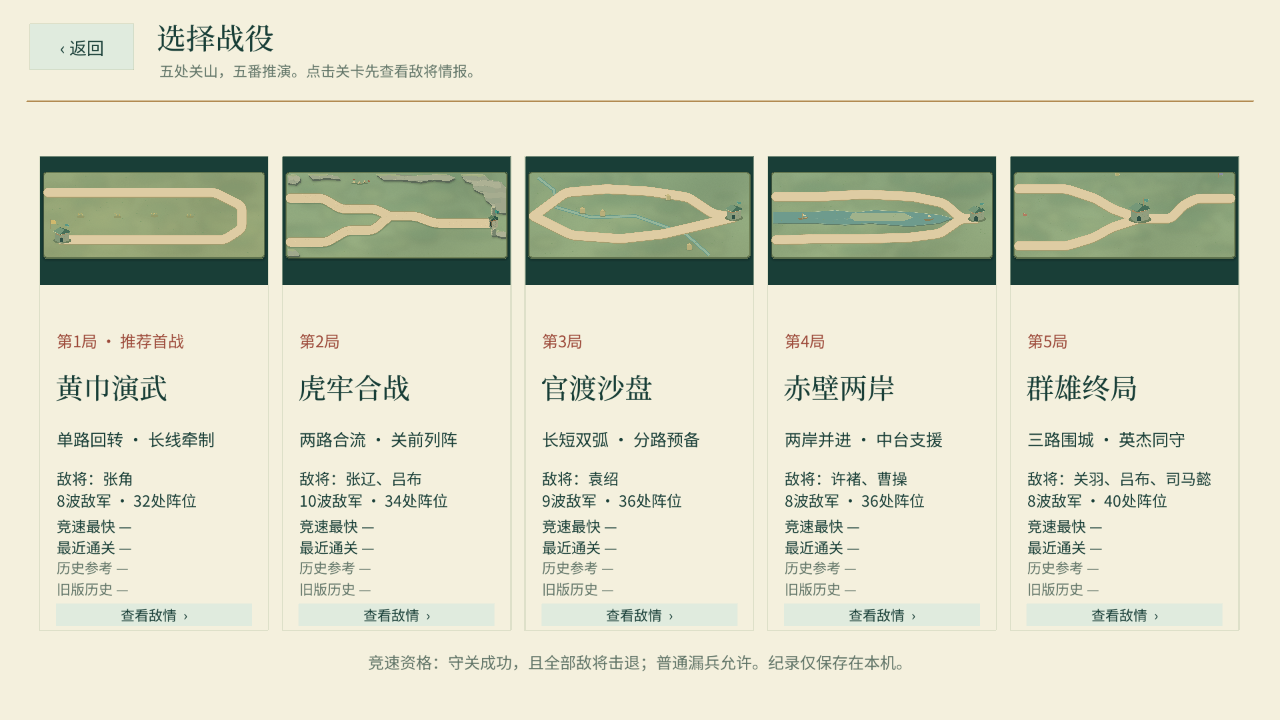 ‹ 返回
选择战役
五处关山，五番推演。点击关卡先查看敌将情报。
第1局 · 推荐首战
黄巾演武
单路回转 · 长线牵制
敌将：张角
8波敌军 · 32处阵位
竞速最快 —
最近通关 —
历史参考 —
旧版历史 —
查看敌情 ›
第2局
虎牢合战
两路合流 · 关前列阵
敌将：张辽、吕布
10波敌军 · 34处阵位
竞速最快 —
最近通关 —
历史参考 —
旧版历史 —
查看敌情 ›
第3局
官渡沙盘
长短双弧 · 分路预备
敌将：袁绍
9波敌军 · 36处阵位
竞速最快 —
最近通关 —
历史参考 —
旧版历史 —
查看敌情 ›
第4局
赤壁两岸
两岸并进 · 中台支援
敌将：许褚、曹操
8波敌军 · 36处阵位
竞速最快 —
最近通关 —
历史参考 —
旧版历史 —
查看敌情 ›
第5局
群雄终局
三路围城 · 英杰同守
敌将：关羽、吕布、司马懿
8波敌军 · 40处阵位
竞速最快 —
最近通关 —
历史参考 —
旧版历史 —
查看敌情 ›
竞速资格：守关成功，且全部敌将击退；普通漏兵允许。纪录仅保存在本机。